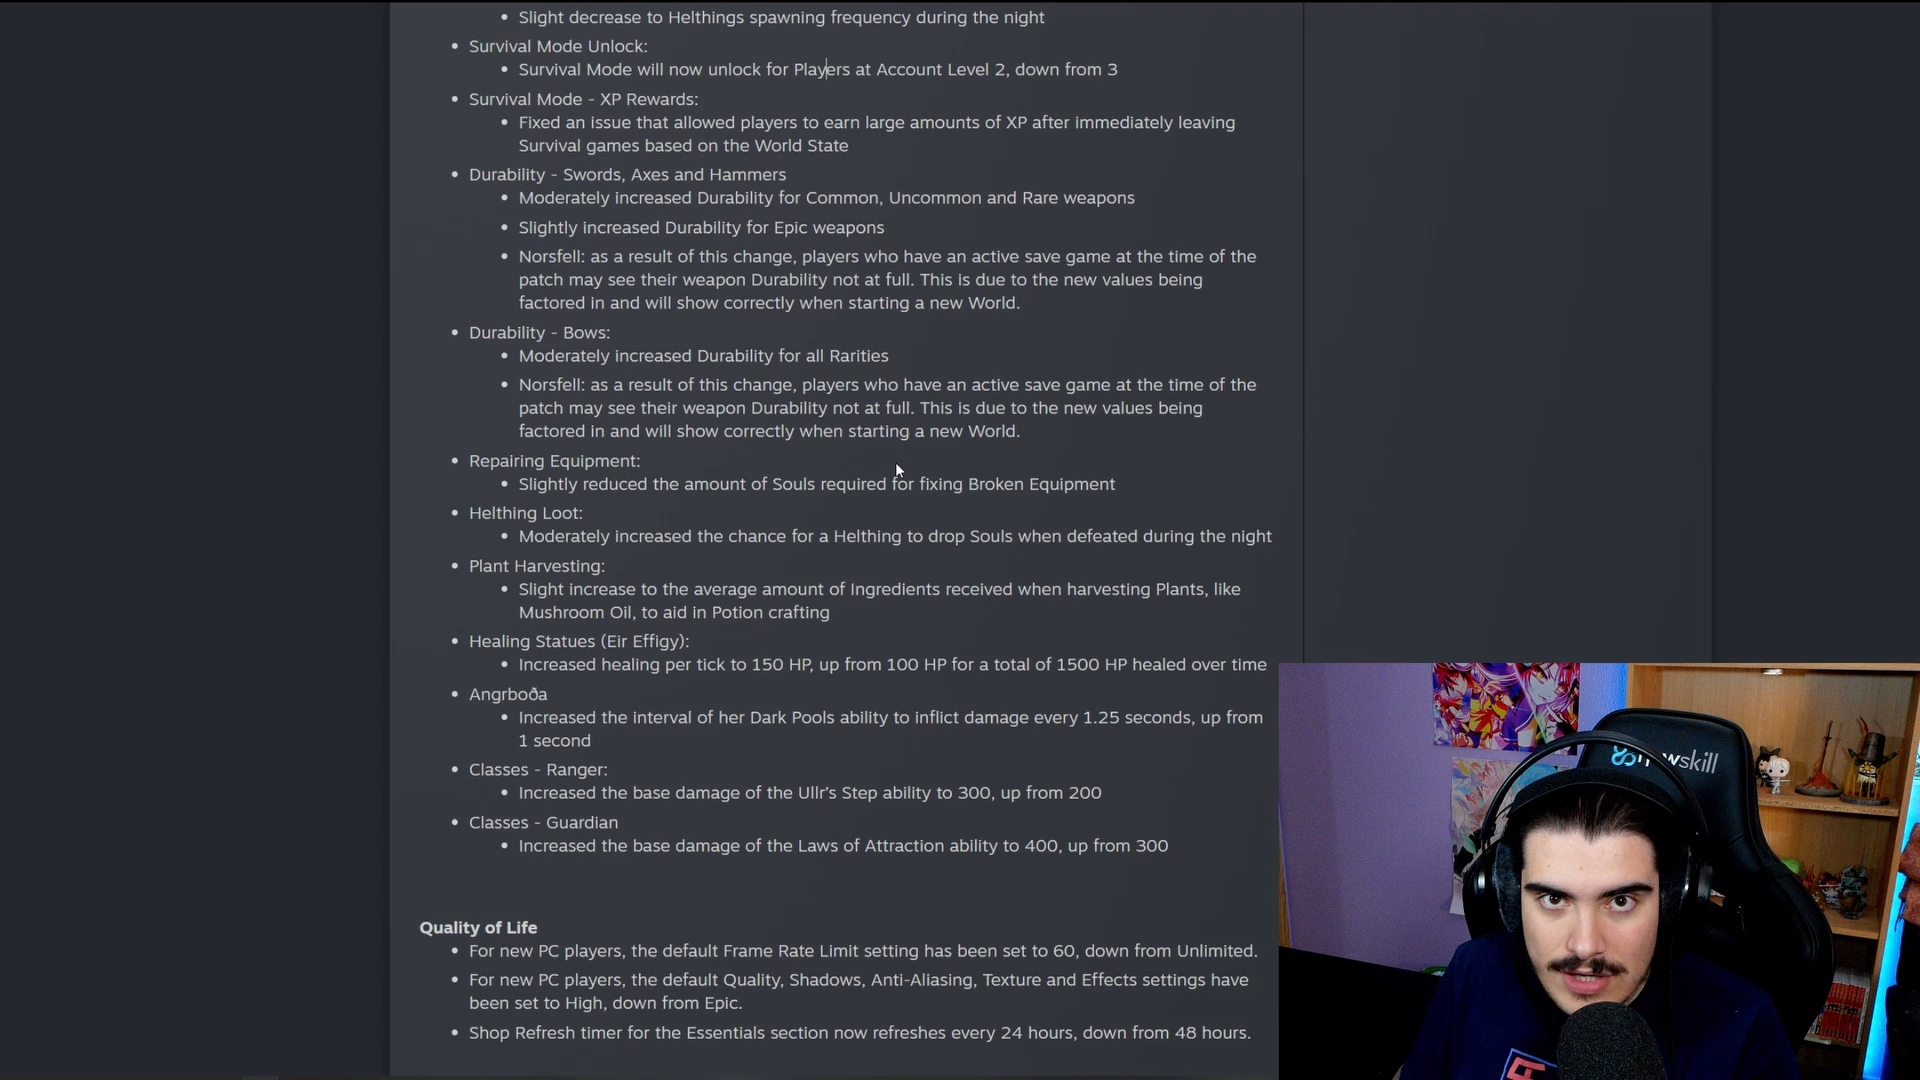 Slight decrease to Helthings spawning frequency during the night
Survival Mode Unlock:
Survival Mode will now unlock for Players at Account Level 2, down from 3
Survival Mode - XP Rewards:
Fixed an issue that allowed players to earn large amounts of XP after immediately leaving
Survival games based on the World State
Durability - Swords, Axes and Hammers
Moderately increased Durability for Common, Uncommon and Rare weapons
Slightly increased Durability for Epic weapons
Norsfell: as a result of this change, players who have an active save game at the time of the
patch may see their weapon Durability not at full. This is due to the new values being
factored in and will show correctly when starting a new World.
Durability - Bows:
Moderately increased Durability for all Rarities
Norsfell: as a result of this change, players who have an active save game at the time of the
patch may see their weapon Durability not at full. This is due to the new values being
factored in and will show correctly when starting a new World.
Repairing Equipment:
Slightly reduced the amount of Souls required for fixing Broken Equipment
Helthing Loot:
Moderately increased the chance for a Helthing to drop Souls when defeated during the night
Plant Harvesting:
Slight increase to the average amount of Ingredients received when harvesting Plants, like
Mushroom Oil, to aid in Potion crafting
Healing Statues (Eir Effigy):
Increased healing per tick to 150 HP, up from 100 HP for a total of 1500 HP healed over time
Angrboða
Increased the interval of her Dark Pools ability to inflict damage every 1.25 seconds, up from
1 second
Classes - Ranger:
Increased the base damage of the Ullr's Step ability to 300, up from 200
Classes - Guardian
Increased the base damage of the Laws of Attraction ability to 400, up from 300
Quality of Life
For new PC players, the default Frame Rate Limit setting has been set to 60, down from Unlimited.
For new PC players, the default Quality, Shadows, Anti-Aliasing, Texture and Effects settings have
been set to High, down from Epic.
Shop Refresh timer for the Essentials section now refreshes every 24 hours, down from 48 hours.